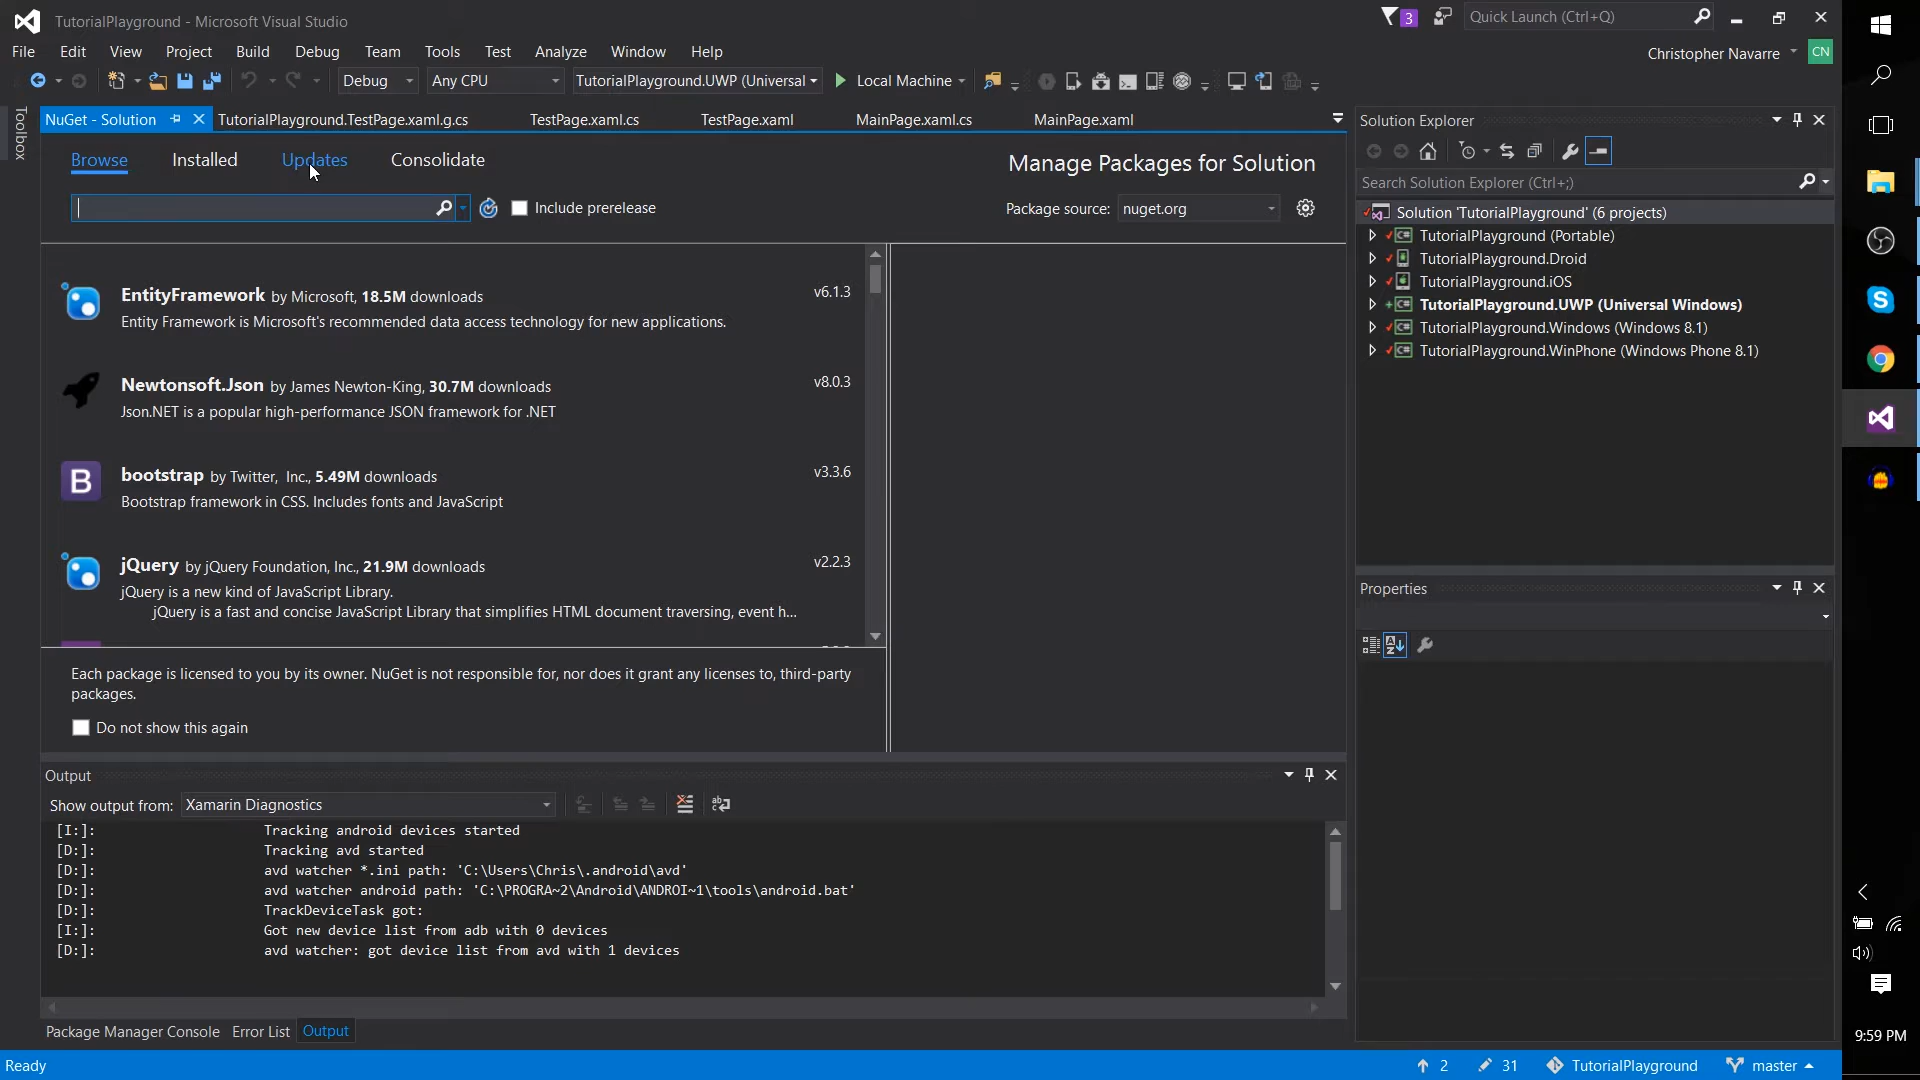 TutorialPlayground - Microsoft Visual Studio
3
Quick Launch (Ctrl+Q)
File Edit View Project Build Debug Team Tools Test Analyze Window Help
Christopher Navarre CN
Debug Any CPU TutorialPlayground.UWP (Universal Local Machine
Toolbox
NuGet - Solution TutorialPlayground.TestPage.xaml.g.cs TestPage.xaml.cs TestPage.xaml MainPage.xaml.cs MainPage.xaml
Browse Installed Updates Consolidate
Manage Packages for Solution
Include prerelease
Package source: nuget.org
EntityFramework by Microsoft, 18.5M downloads v6.1.3
Entity Framework is Microsoft's recommended data access technology for new applications.
Newtonsoft.Json by James Newton-King, 30.7M downloads v8.0.3
Json.NET is a popular high-performance JSON framework for .NET
B
bootstrap by Twitter, Inc., 5.49M downloads v3.3.6
Bootstrap framework in CSS. Includes fonts and JavaScript
jQuery by jQuery Foundation, Inc., 21.9M downloads v2.2.3
jQuery is a new kind of JavaScript Library.
jQuery is a fast and concise JavaScript Library that simplifies HTML document traversing, event h...
Each package is licensed to you by its owner. NuGet is not responsible for, nor does it grant any licenses to, third-party
packages.
Do not show this again
Output
Show output from: Xamarin Diagnostics
[I:]: Tracking android devices started
[D:]: Tracking avd started
[D:]: avd watcher *.ini path: 'C:\Users\Chris\.android\avd'
[D:]: avd watcher android path: 'C:\PROGRA~2\Android\ANDROI~1\tools\android.bat'
[D:]: TrackDeviceTask got:
[I:]: Got new device list from adb with 0 devices
[D:]: avd watcher: got device list from avd with 1 devices
Package Manager Console Error List Output
Solution Explorer
Search Solution Explorer (Ctrl+;)
Solution 'TutorialPlayground' (6 projects)
TutorialPlayground (Portable)
TutorialPlayground.Droid
TutorialPlayground.iOS
TutorialPlayground.UWP (Universal Windows)
TutorialPlayground.Windows (Windows 8.1)
TutorialPlayground.WinPhone (Windows Phone 8.1)
Properties
9:59 PM
Ready
2 31 TutorialPlayground master